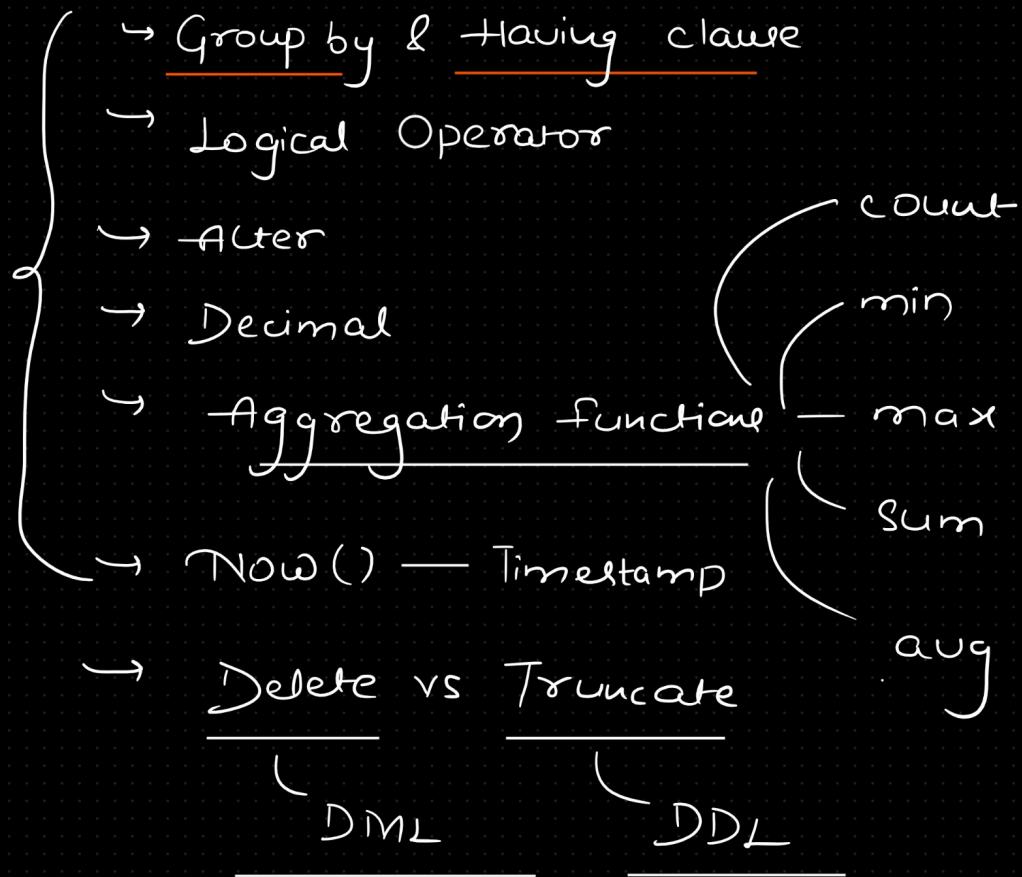 → Group by & Having clause
→ Logical Operator
→ Alter
→ Decimal
→ Aggregation functions
count
min
max
sum
avg
→ NOW() — Timestamp
→ Delete vs Truncate
DML DDL